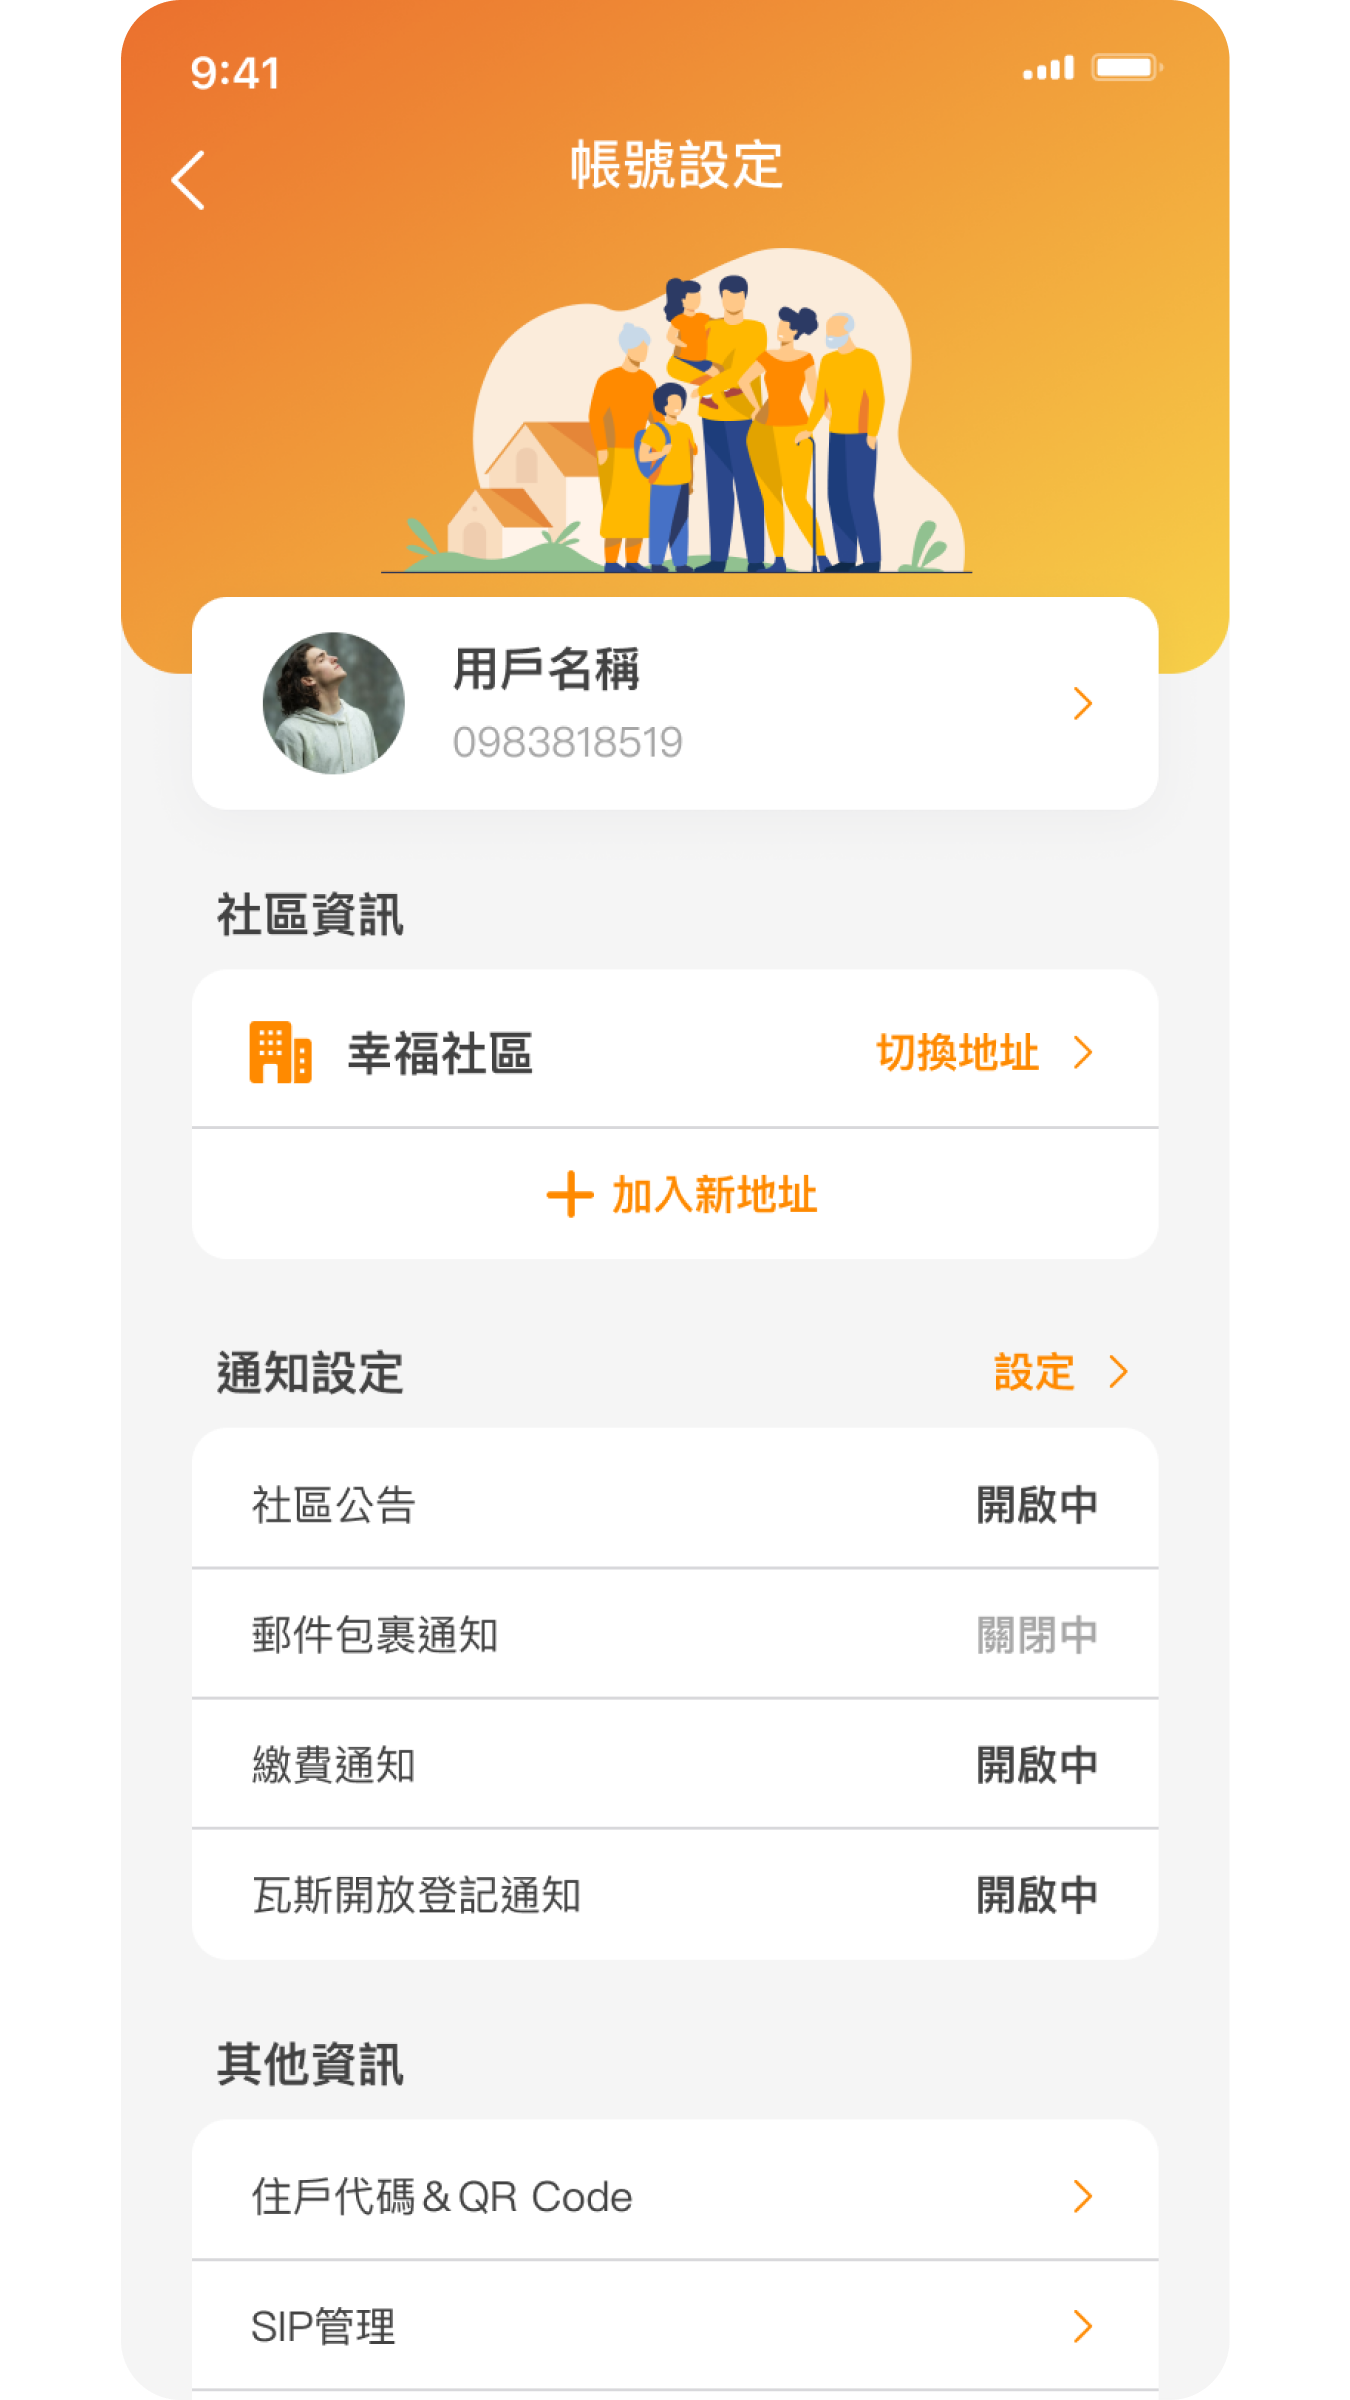 9:41
帳號設定
用戶名稱
0983818519
社區資訊
幸福社區 切換地址
加入新地址
通知設定 設定
社區公告 開啟中
郵件包裹通知 關閉中
繳費通知 開啟中
瓦斯開放登記通知 開啟中
其他資訊
住戶代碼&QR Code
SIP管理